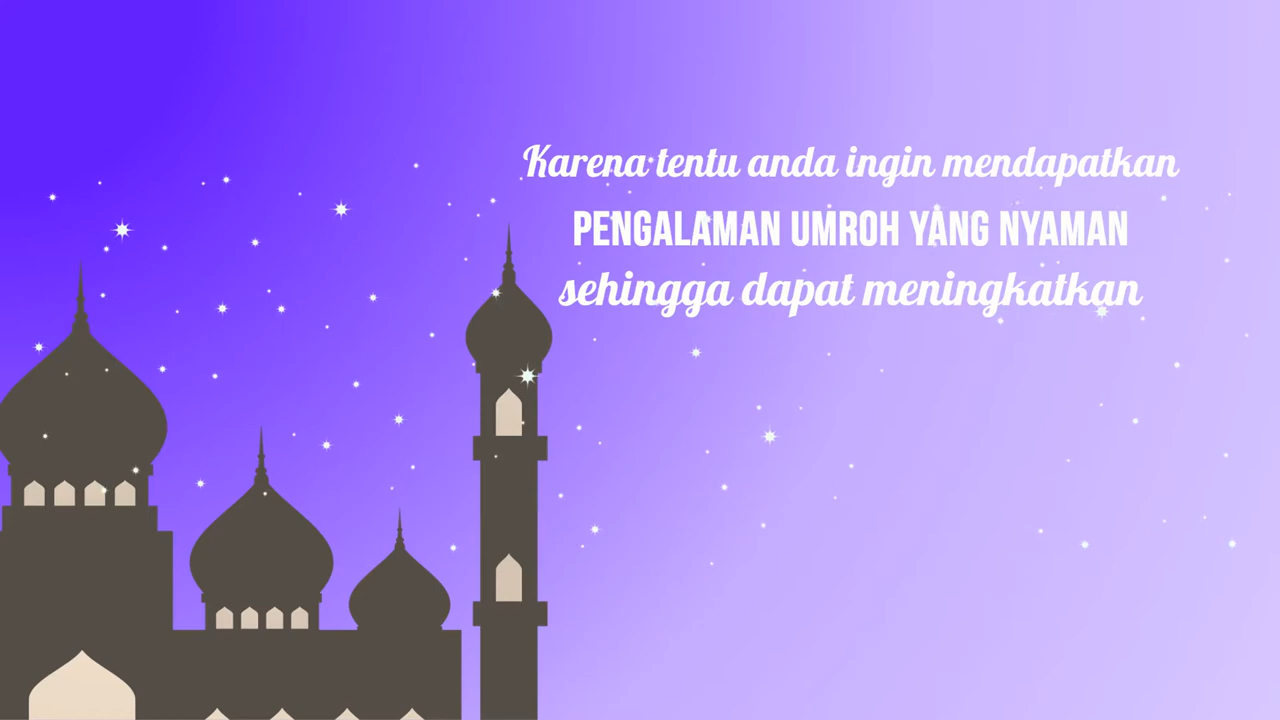 Karena tentu anda ingin mendapatkan
PENGALAMAN UMROH YANG NYAMAN
sehingga dapat meningkatkan